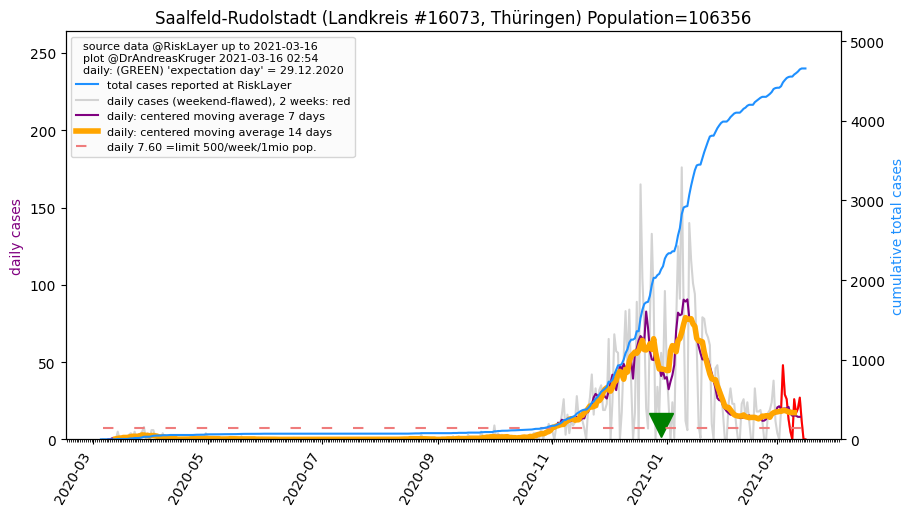 Saalfeld-Rudolstadt (Landkreis #16073, Thüringen) Population=106356
source data @RiskLayer up to 2021-03-16
plot @DrAndreasKruger 2021-03-16 02:54
daily: (GREEN) 'expectation day' = 29.12.2020
total cases reported at RiskLayer
daily cases (weekend-flawed), 2 weeks: red
daily: centered moving average 7 days
daily: centered moving average 14 days
daily 7.60 =limit 500/week/1mio pop.
daily cases
250
200
150
100
50
0
cumulative total cases
5000
4000
3000
2000
1000
0
2020-03
2020-05
2020-07
2020-09
2020-11
2021-01
2021-03